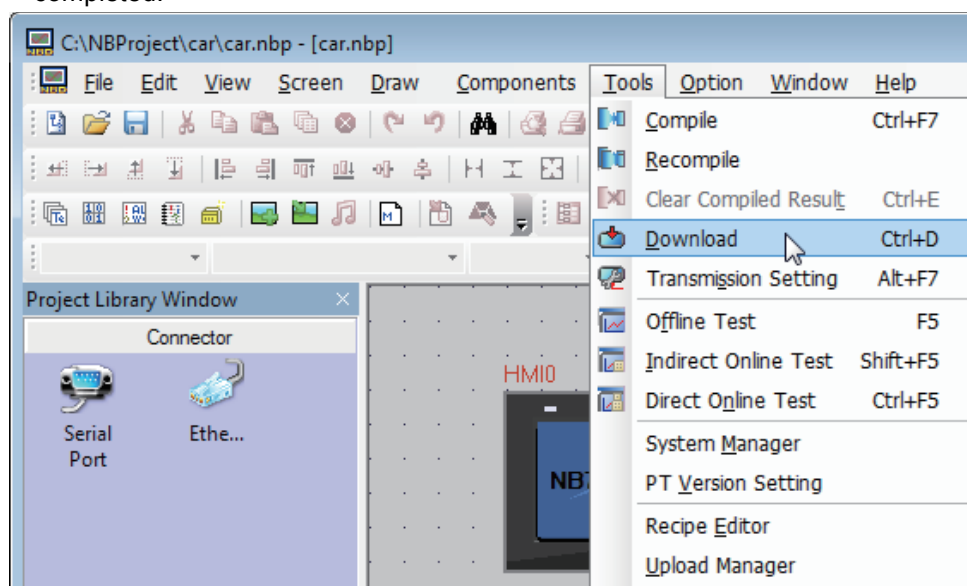 completed.
C:\NBProject\car\car.nbp - [car.nbp]
File Edit View Screen Draw Components Tools Option Window Help
Compile Ctrl+F7
Recompile
Clear Compiled Result Ctrl+E
Download Ctrl+D
Transmission Setting Alt+F7
Offline Test F5
Indirect Online Test Shift+F5
Direct Online Test Ctrl+F5
System Manager
PT Version Setting
Recipe Editor
Upload Manager
Project Library Window
Connector
Serial Port
Ethe...
HMI0